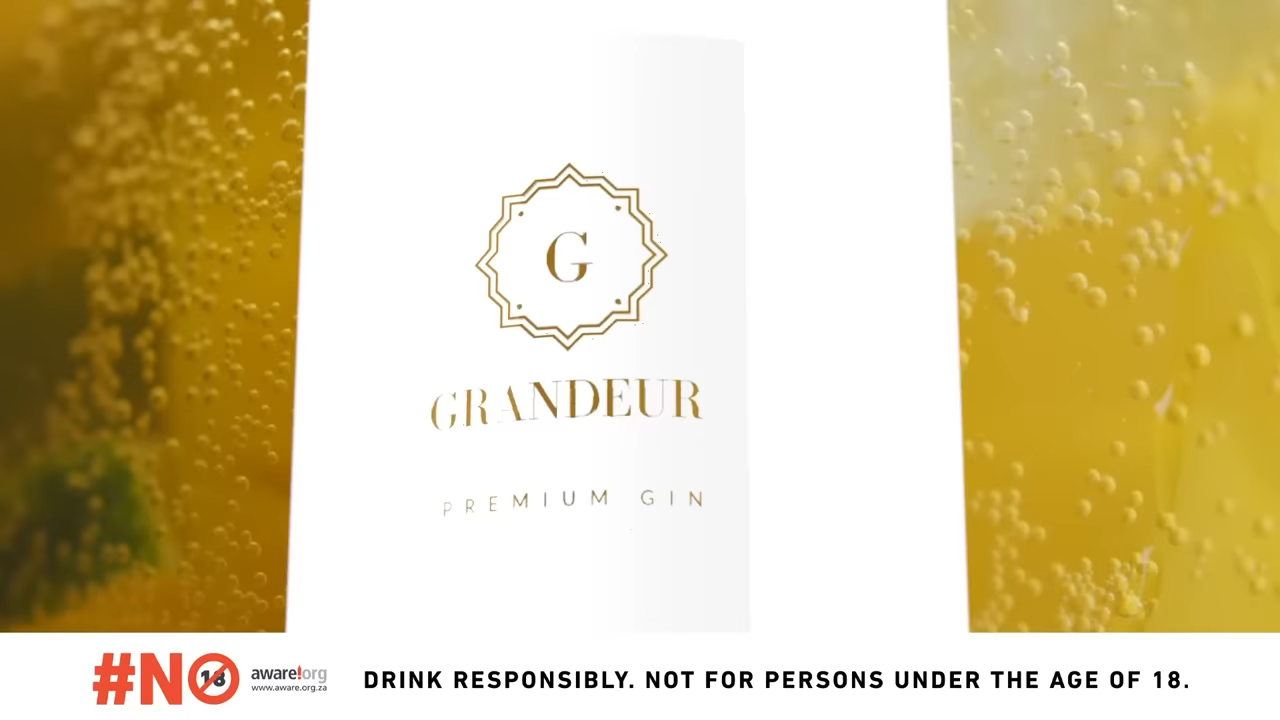 G
GRANDEUR
PREMIUM GIN
#NO 18
aware!org
www.aware.org.za
DRINK RESPONSIBLY. NOT FOR PERSONS UNDER THE AGE OF 18.